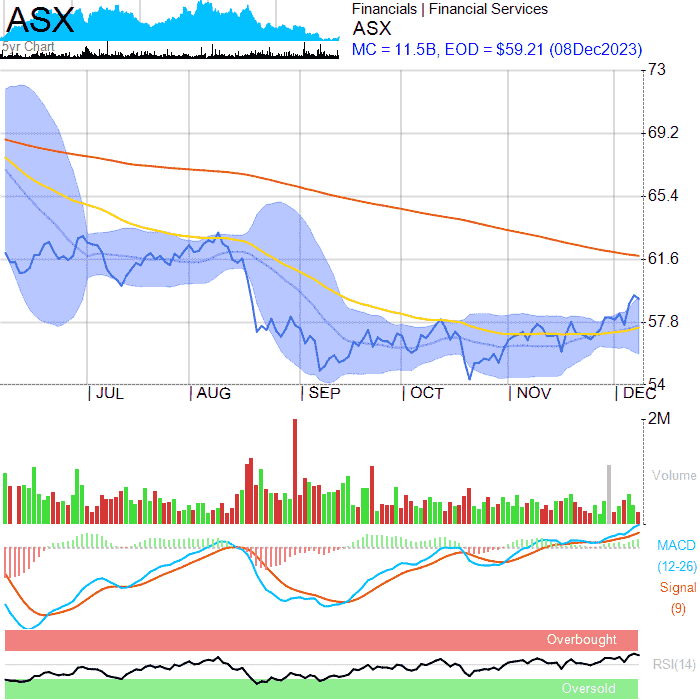 ASX
5yr Chart
Financials | Financial Services
ASX
MC = 11.5B, EOD = $59.21 (08Dec2023)
73
69.2
65.4
61.6
57.8
54
| JUL | AUG | SEP | OCT | NOV | DEC
2M
Volume
MACD
(12-26)
Signal
(9)
Overbought
RSI(14)
Oversold